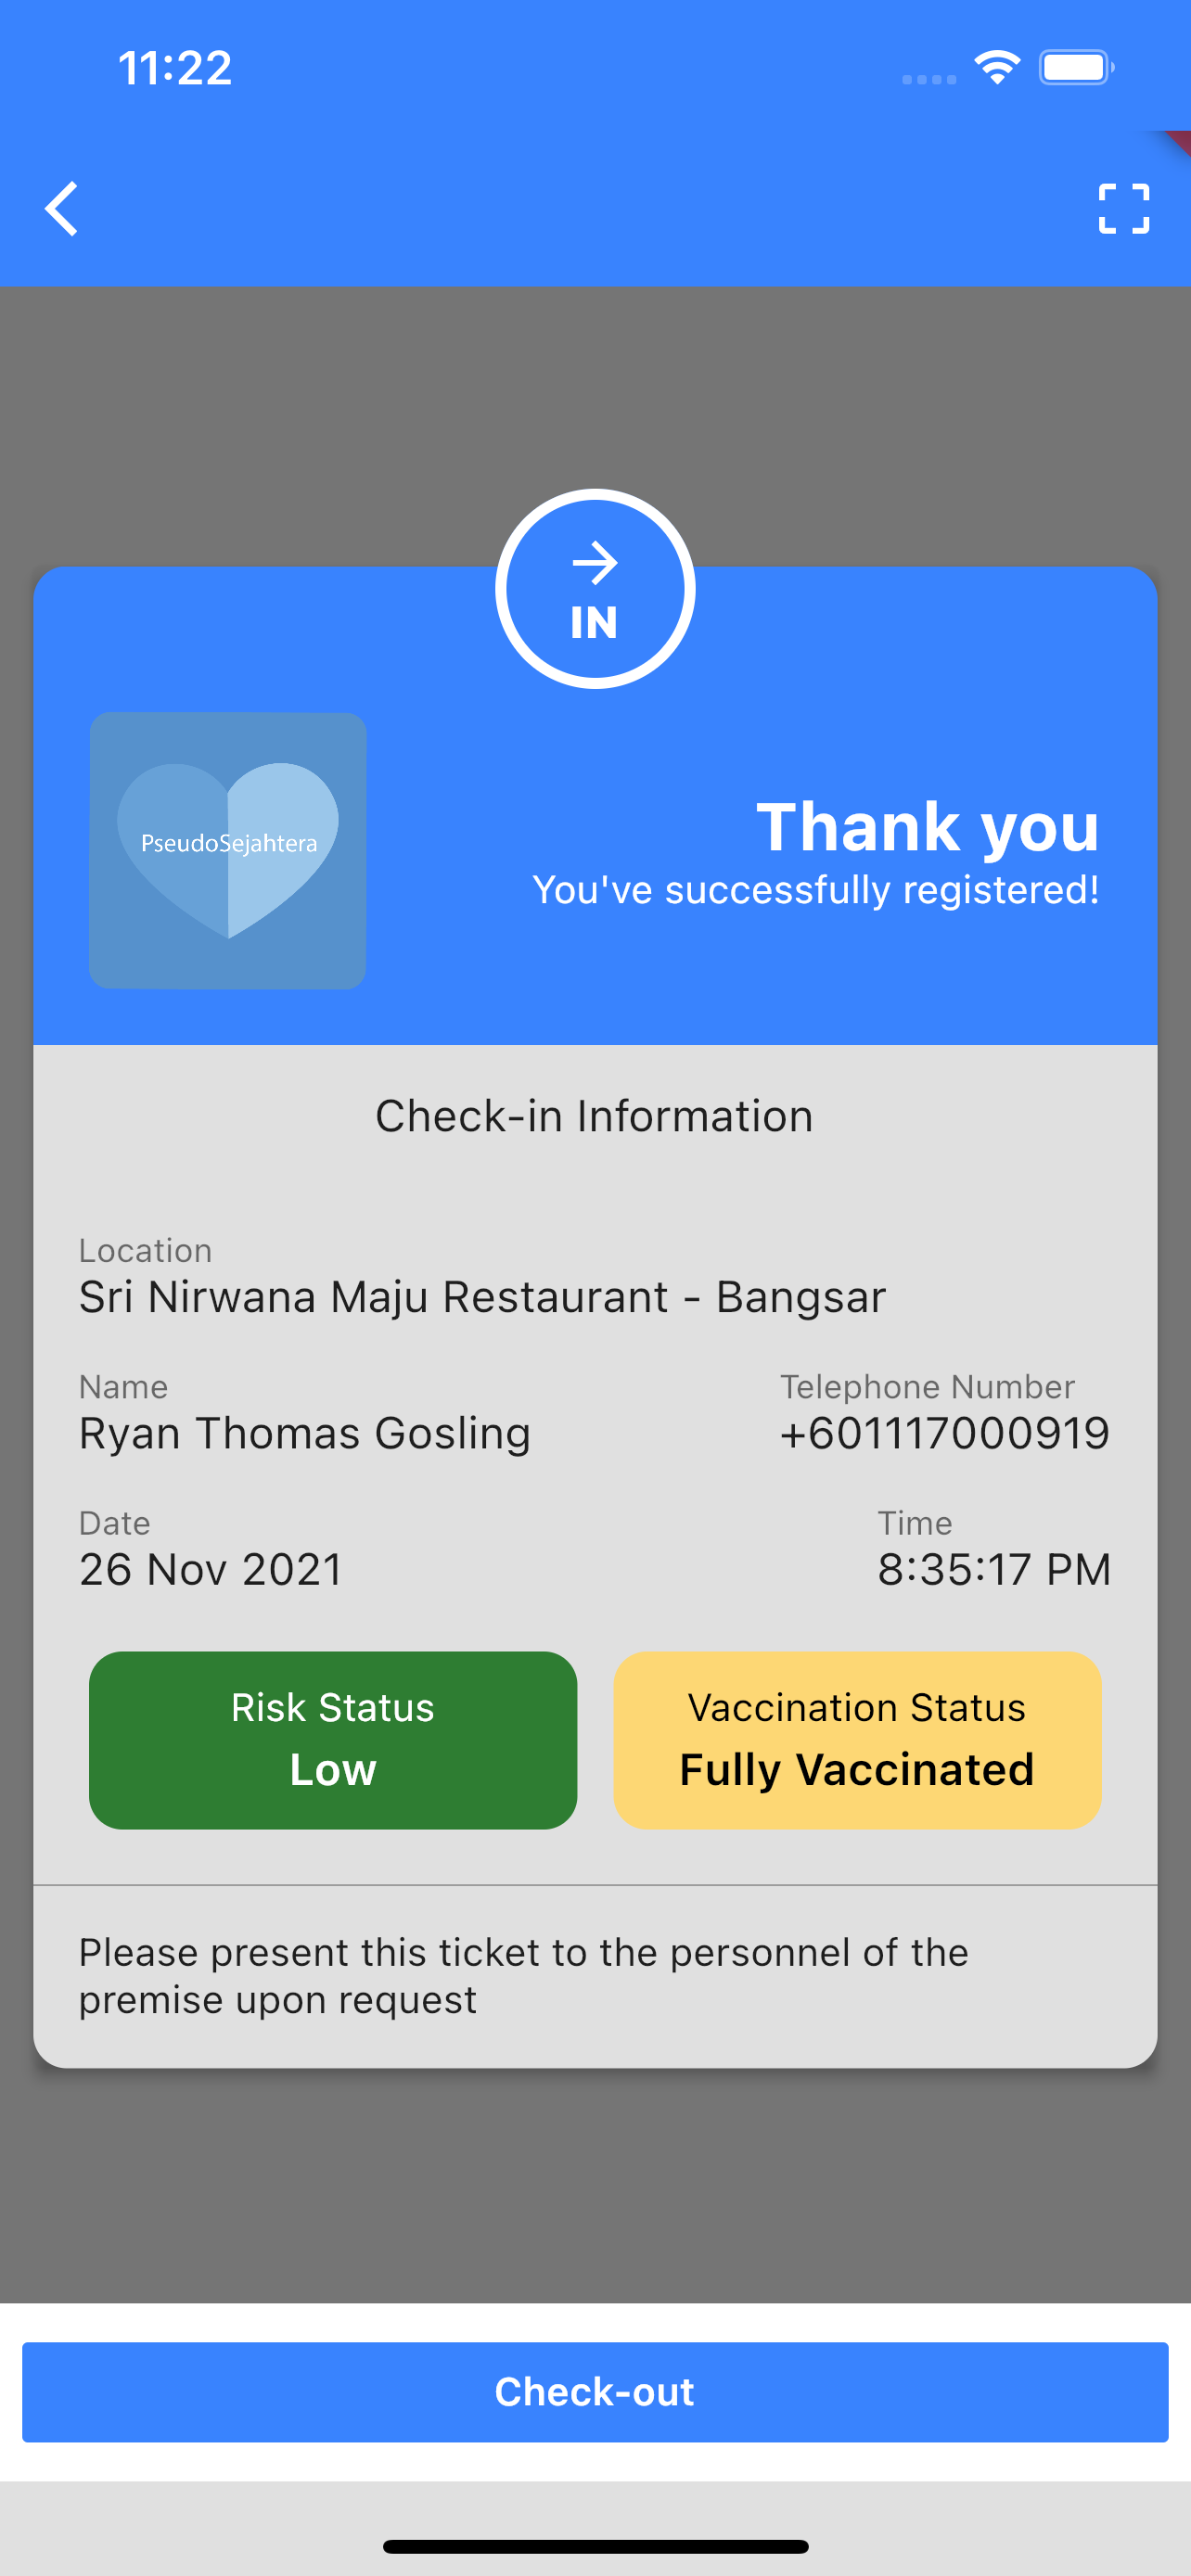 11:22
IN
PseudoSejahtera
Thank you
You've successfully registered!
Check-in Information
Location
Sri Nirwana Maju Restaurant - Bangsar
Name
Telephone Number
Ryan Thomas Gosling
+601117000919
Date
Time
26 Nov 2021
8:35:17 PM
Risk Status
Vaccination Status
Low
Fully Vaccinated
Please present this ticket to the personnel of the
premise upon request
Check-out